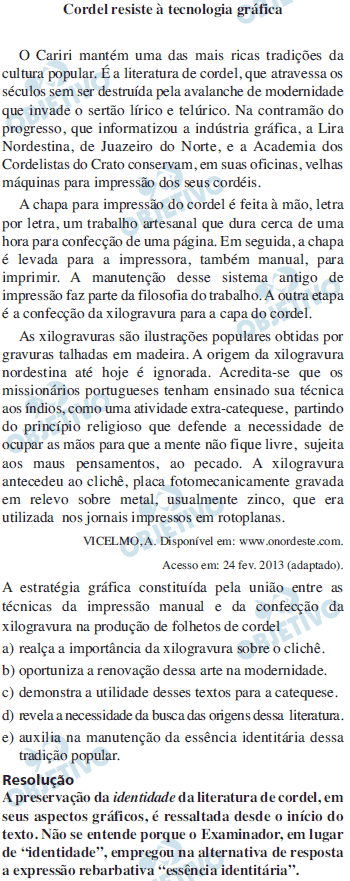 Cordel resiste à tecnologia gráfica
O Cariri mantém uma das mais ricas tradições da
cultura popular. É a literatura de cordel, que atravessa os
séculos sem ser destruída pela avalanche de modernidade
que invade o sertão lírico e telúrico. Na contramão do
progresso, que informatizou a indústria gráfica, a Lira
Nordestina, de Juazeiro do Norte, e a Academia dos
Cordelistas do Crato conservam, em suas oficinas, velhas
máquinas para impressão dos seus cordéis.
A chapa para impressão do cordel é feita à mão, letra
por letra, um trabalho artesanal que dura cerca de uma
hora para confecção de uma página. Em seguida, a chapa
é levada para a impressora, também manual, para
imprimir. A manutenção desse sistema antigo de
impressão faz parte da filosofia do trabalho. A outra etapa
é a confecção da xilogravura para a capa do cordel.
As xilogravuras são ilustrações populares obtidas por
gravuras talhadas em madeira. A origem da xilogravura
nordestina até hoje é ignorada. Acredita-se que os
missionários portugueses tenham ensinado sua técnica
aos índios, como uma atividade extra-catequese, partindo
do princípio religioso que defende a necessidade de
ocupar as mãos para que a mente não fique livre, sujeita
aos maus pensamentos, ao pecado. A xilogravura
antecedeu ao clichê, placa fotomecanicamente gravada
em relevo sobre metal, usualmente zinco, que era
utilizada nos jornais impressos em rotoplanas.
VICELMO, A. Disponível em: www.onordeste.com.
Acesso em: 24 fev. 2013 (adaptado).
A estratégia gráfica constituída pela união entre as
técnicas da impressão manual e da confecção da
xilogravura na produção de folhetos de cordel
a) realça a importância da xilogravura sobre o clichê.
b) oportuniza a renovação dessa arte na modernidade.
c) demonstra a utilidade desses textos para a catequese.
d) revela a necessidade da busca das origens dessa literatura.
e) auxilia na manutenção da essência identitária dessa
tradição popular.
Resolução
A preservação da identidade da literatura de cordel, em
seus aspectos gráficos, é ressaltada desde o início do
texto. Não se entende porque o Examinador, em lugar
de “identidade”, empregou na alternativa de resposta
a expressão rebarbativa “essência identitária”.
OBJETIVO
OBJETIVO
OBJETIVO
OBJETIVO
OBJETIVO
OBJETIVO
OBJETIVO
OBJETIVO
OBJETIVO